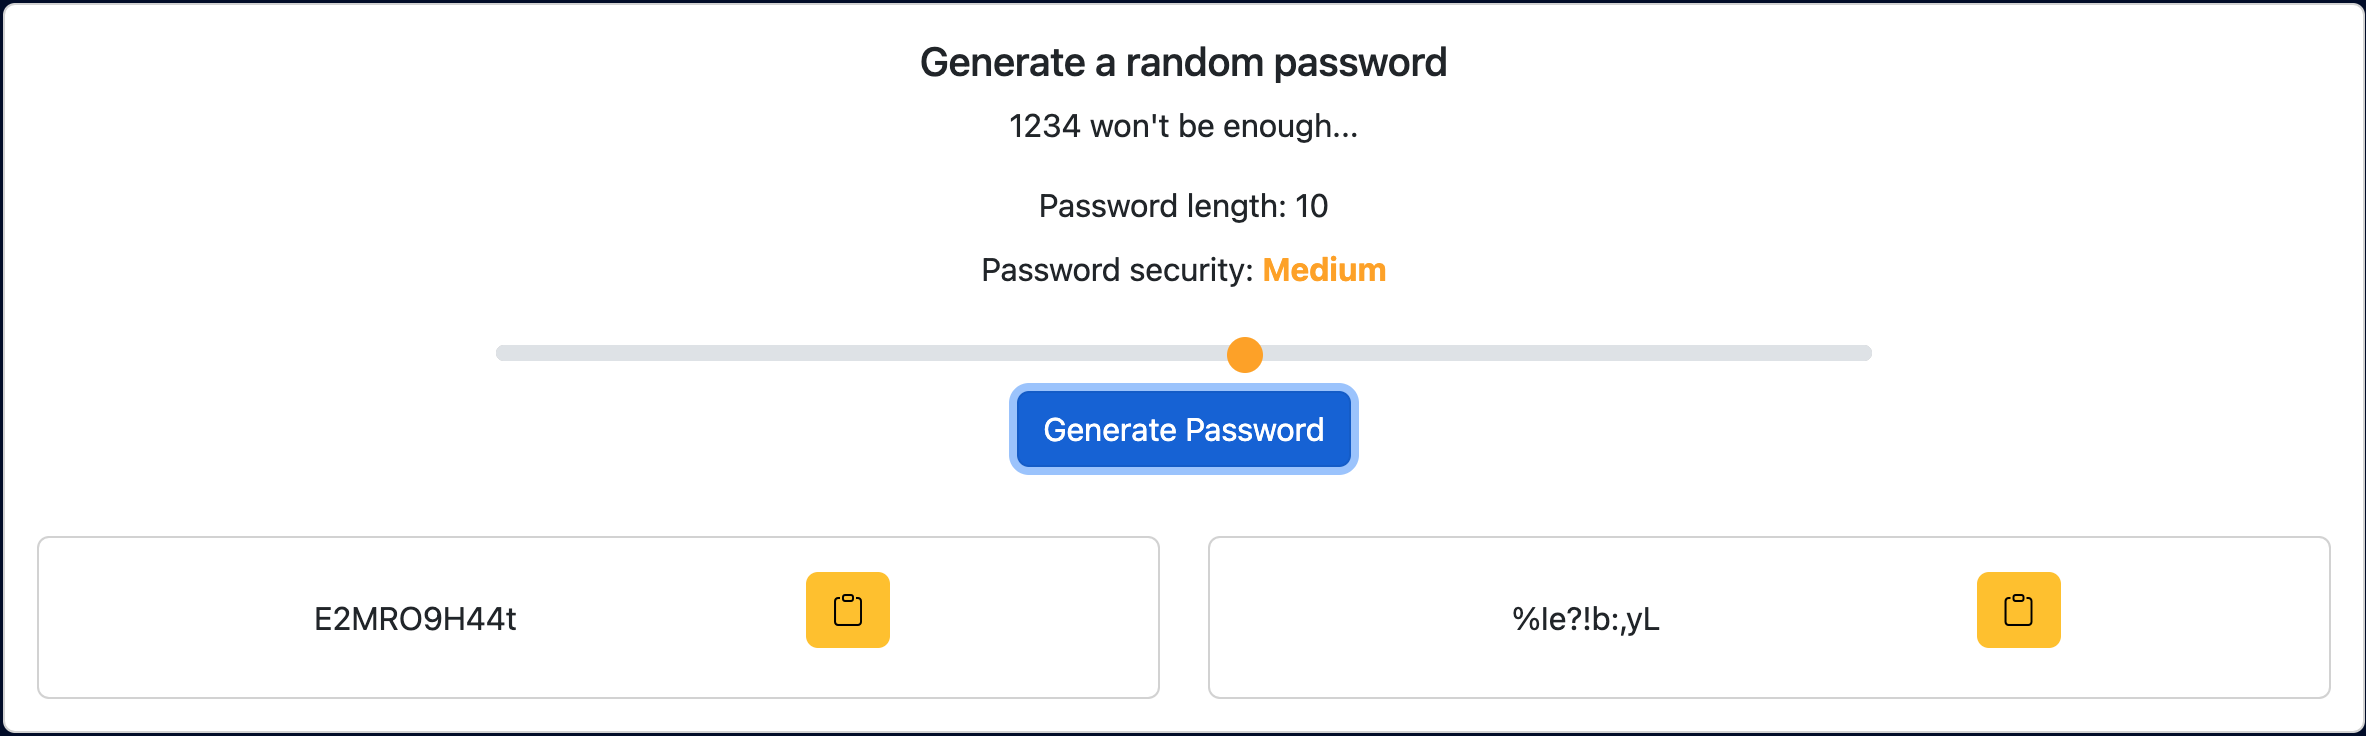 Generate a random password
1234 won't be enough...
Password length: 10
Password security: Medium
Generate Password
E2MRO9H44t
%Ie?!b:,yL